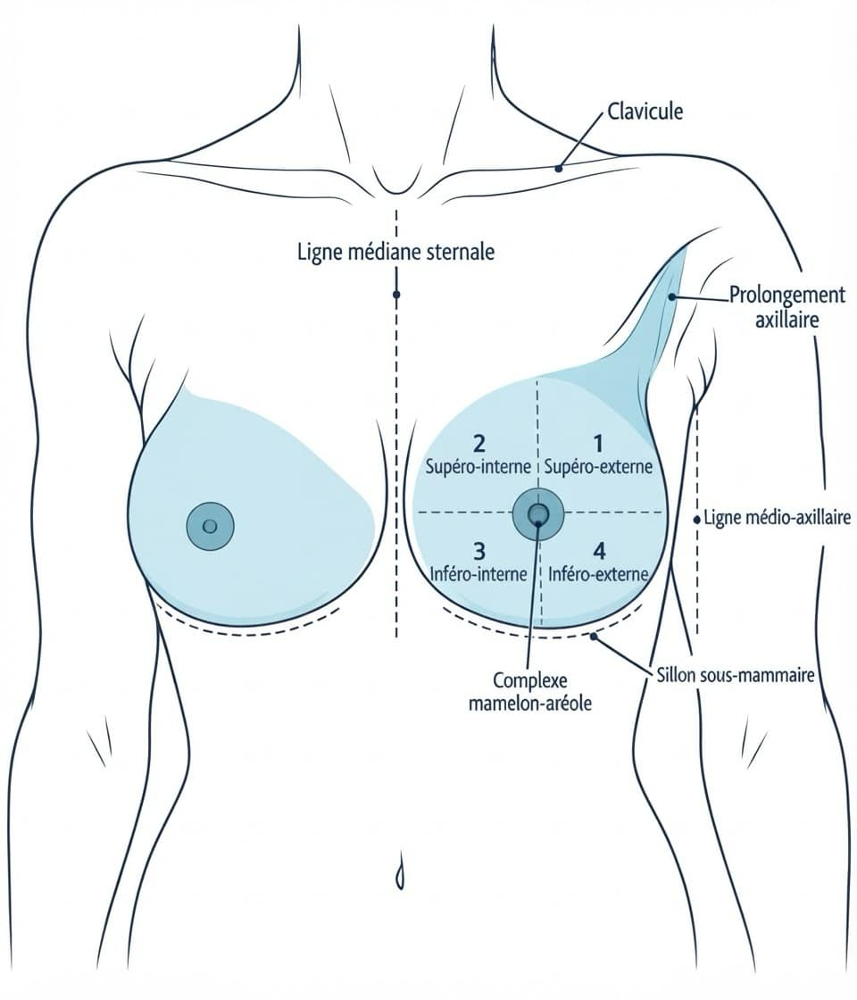 Clavicule
Ligne médiane sternale
Prolongement
axillaire
2
Supéro-interne
1
Supéro-externe
Ligne médio-axillaire
3
Inféro-interne
4
Inféro-externe
Sillon sous-mammaire
Complexe
mamelon-aréole